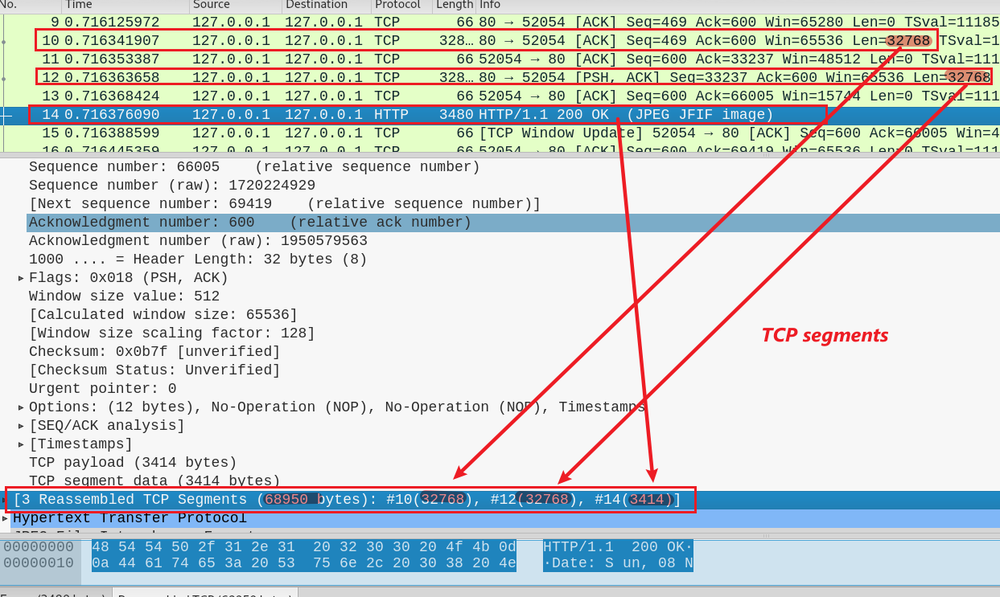 No. Time Source Destination Protocol Length Info
9 0.716125972 127.0.0.1 127.0.0.1 TCP 66 80 → 52054 [ACK] Seq=469 Ack=600 Win=65280 Len=0 TSval=11185
10 0.716341907 127.0.0.1 127.0.0.1 TCP 328… 80 → 52054 [ACK] Seq=469 Ack=600 Win=65536 Len=32768 TSval=1
11 0.716353387 127.0.0.1 127.0.0.1 TCP 66 52054 → 80 [ACK] Seq=600 Ack=33237 Win=48512 Len=0 TSval=111
12 0.716363658 127.0.0.1 127.0.0.1 TCP 328… 80 → 52054 [PSH, ACK] Seq=33237 Ack=600 Win=65536 Len=32768
13 0.716368424 127.0.0.1 127.0.0.1 TCP 66 52054 → 80 [ACK] Seq=600 Ack=66005 Win=15744 Len=0 TSval=111
14 0.716376090 127.0.0.1 127.0.0.1 HTTP 3480 HTTP/1.1 200 OK (JPEG JFIF image)
15 0.716388599 127.0.0.1 127.0.0.1 TCP 66 [TCP Window Update] 52054 → 80 [ACK] Seq=600 Ack=66005 Win=4
16 0.716445359 127.0.0.1 127.0.0.1 TCP 66 52054 → 80 [ACK] Seq=600 Ack=69419 Win=65536 Len=0 TSval=111
Sequence number: 66005 (relative sequence number)
Sequence number (raw): 1720224929
[Next sequence number: 69419 (relative sequence number)]
Acknowledgment number: 600 (relative ack number)
Acknowledgment number (raw): 1950579563
1000 .... = Header Length: 32 bytes (8)
Flags: 0x018 (PSH, ACK)
Window size value: 512
[Calculated window size: 65536]
[Window size scaling factor: 128]
TCP segments
Checksum: 0x0b7f [unverified]
[Checksum Status: Unverified]
Urgent pointer: 0
Options: (12 bytes), No-Operation (NOP), No-Operation (NOP), Timestamps
[SEQ/ACK analysis]
[Timestamps]
TCP payload (3414 bytes)
TCP segment data (3414 bytes)
[3 Reassembled TCP Segments (68950 bytes): #10(32768), #12(32768), #14(3414)]
Hypertext Transfer Protocol
00000000 48 54 54 50 2f 31 2e 31 20 32 30 30 20 4f 4b 0d HTTP/1.1 200 OK·
00000010 0a 44 61 74 65 3a 20 53 75 6e 2c 20 30 38 20 4e ·Date: S un, 08 N